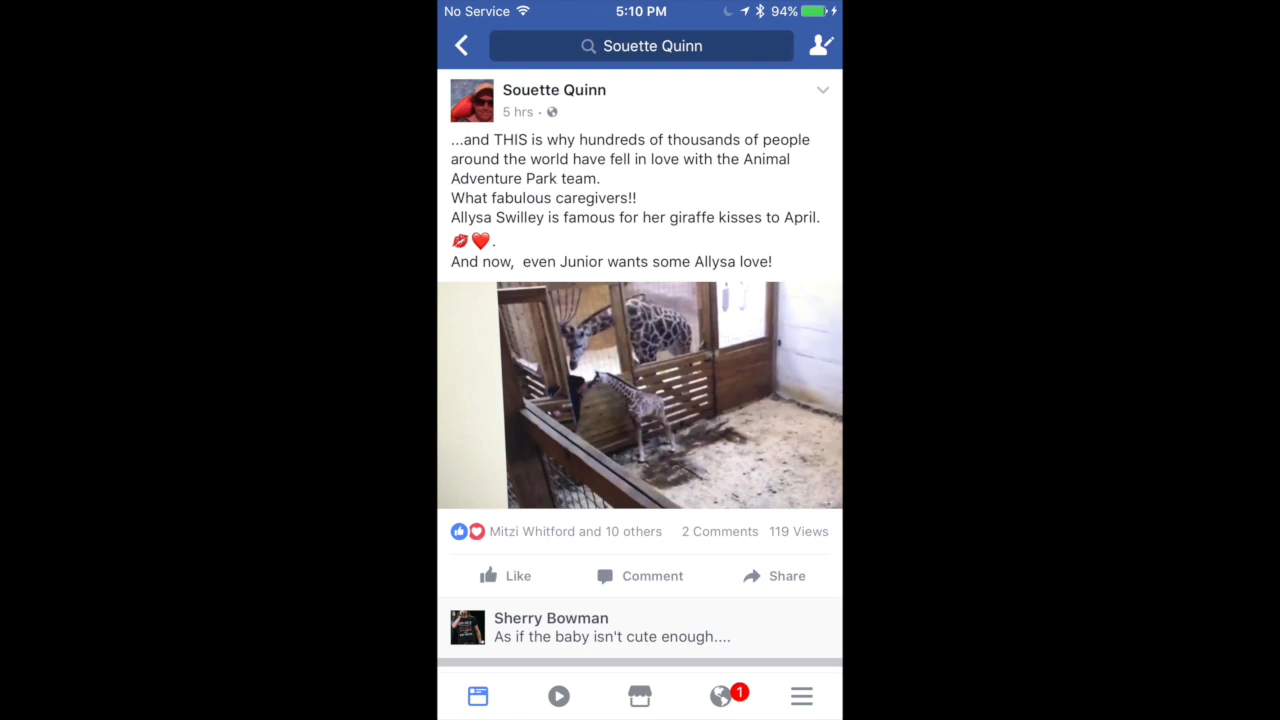 No Service 5:10 PM 94%
Souette Quinn
Souette Quinn
5 hrs ·
...and THIS is why hundreds of thousands of people
around the world have fell in love with the Animal
Adventure Park team.
What fabulous caregivers!!
Allysa Swilley is famous for her giraffe kisses to April.
💋❤️.
And now, even Junior wants some Allysa love!
Mitzi Whitford and 10 others 2 Comments 119 Views
Like Comment Share
Sherry Bowman
As if the baby isn't cute enough....
1